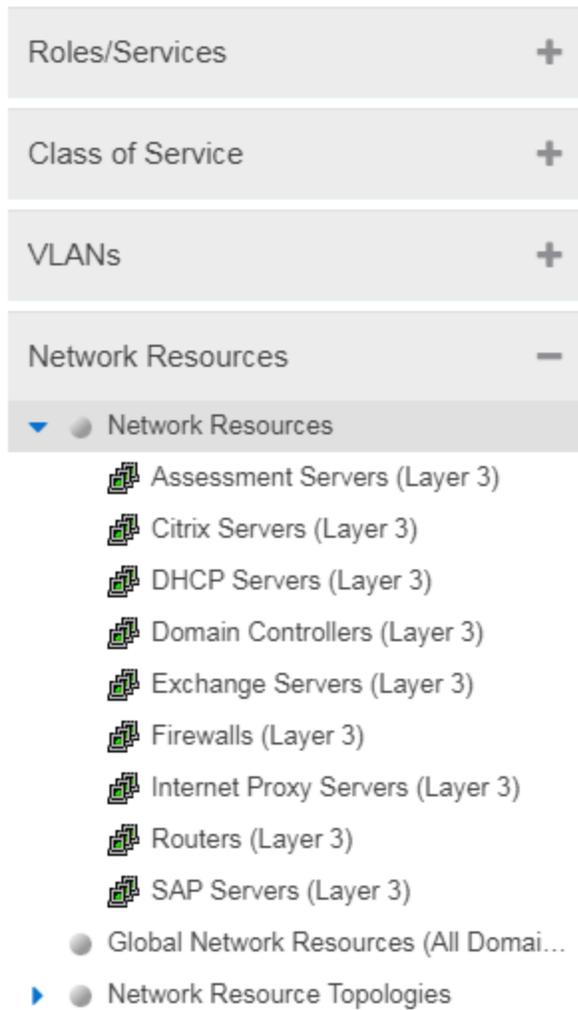 Roles/Services
Class of Service
VLANs
Network Resources
Network Resources
Assessment Servers (Layer 3)
Citrix Servers (Layer 3)
DHCP Servers (Layer 3)
Domain Controllers (Layer 3)
Exchange Servers (Layer 3)
Firewalls (Layer 3)
Internet Proxy Servers (Layer 3)
Routers (Layer 3)
SAP Servers (Layer 3)
Global Network Resources (All Domai...
Network Resource Topologies